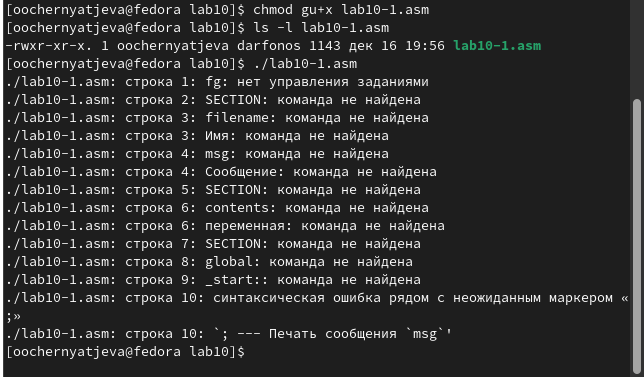 [oochernyatjeva@fedora lab10]$ chmod gu+x lab10-1.asm
[oochernyatjeva@fedora lab10]$ ls -l lab10-1.asm
-rwxr-xr-x. 1 oochernyatjeva darfonos 1143 дек 16 19:56 lab10-1.asm
[oochernyatjeva@fedora lab10]$ ./lab10-1.asm
./lab10-1.asm: строка 1: fg: нет управления заданиями
./lab10-1.asm: строка 2: SECTION: команда не найдена
./lab10-1.asm: строка 3: filename: команда не найдена
./lab10-1.asm: строка 3: Имя: команда не найдена
./lab10-1.asm: строка 4: msg: команда не найдена
./lab10-1.asm: строка 4: Сообщение: команда не найдена
./lab10-1.asm: строка 5: SECTION: команда не найдена
./lab10-1.asm: строка 6: contents: команда не найдена
./lab10-1.asm: строка 6: переменная: команда не найдена
./lab10-1.asm: строка 7: SECTION: команда не найдена
./lab10-1.asm: строка 8: global: команда не найдена
./lab10-1.asm: строка 9: _start:: команда не найдена
./lab10-1.asm: строка 10: синтаксическая ошибка рядом с неожиданным маркером «
;»
./lab10-1.asm: строка 10: `; --- Печать сообщения `msg`'
[oochernyatjeva@fedora lab10]$